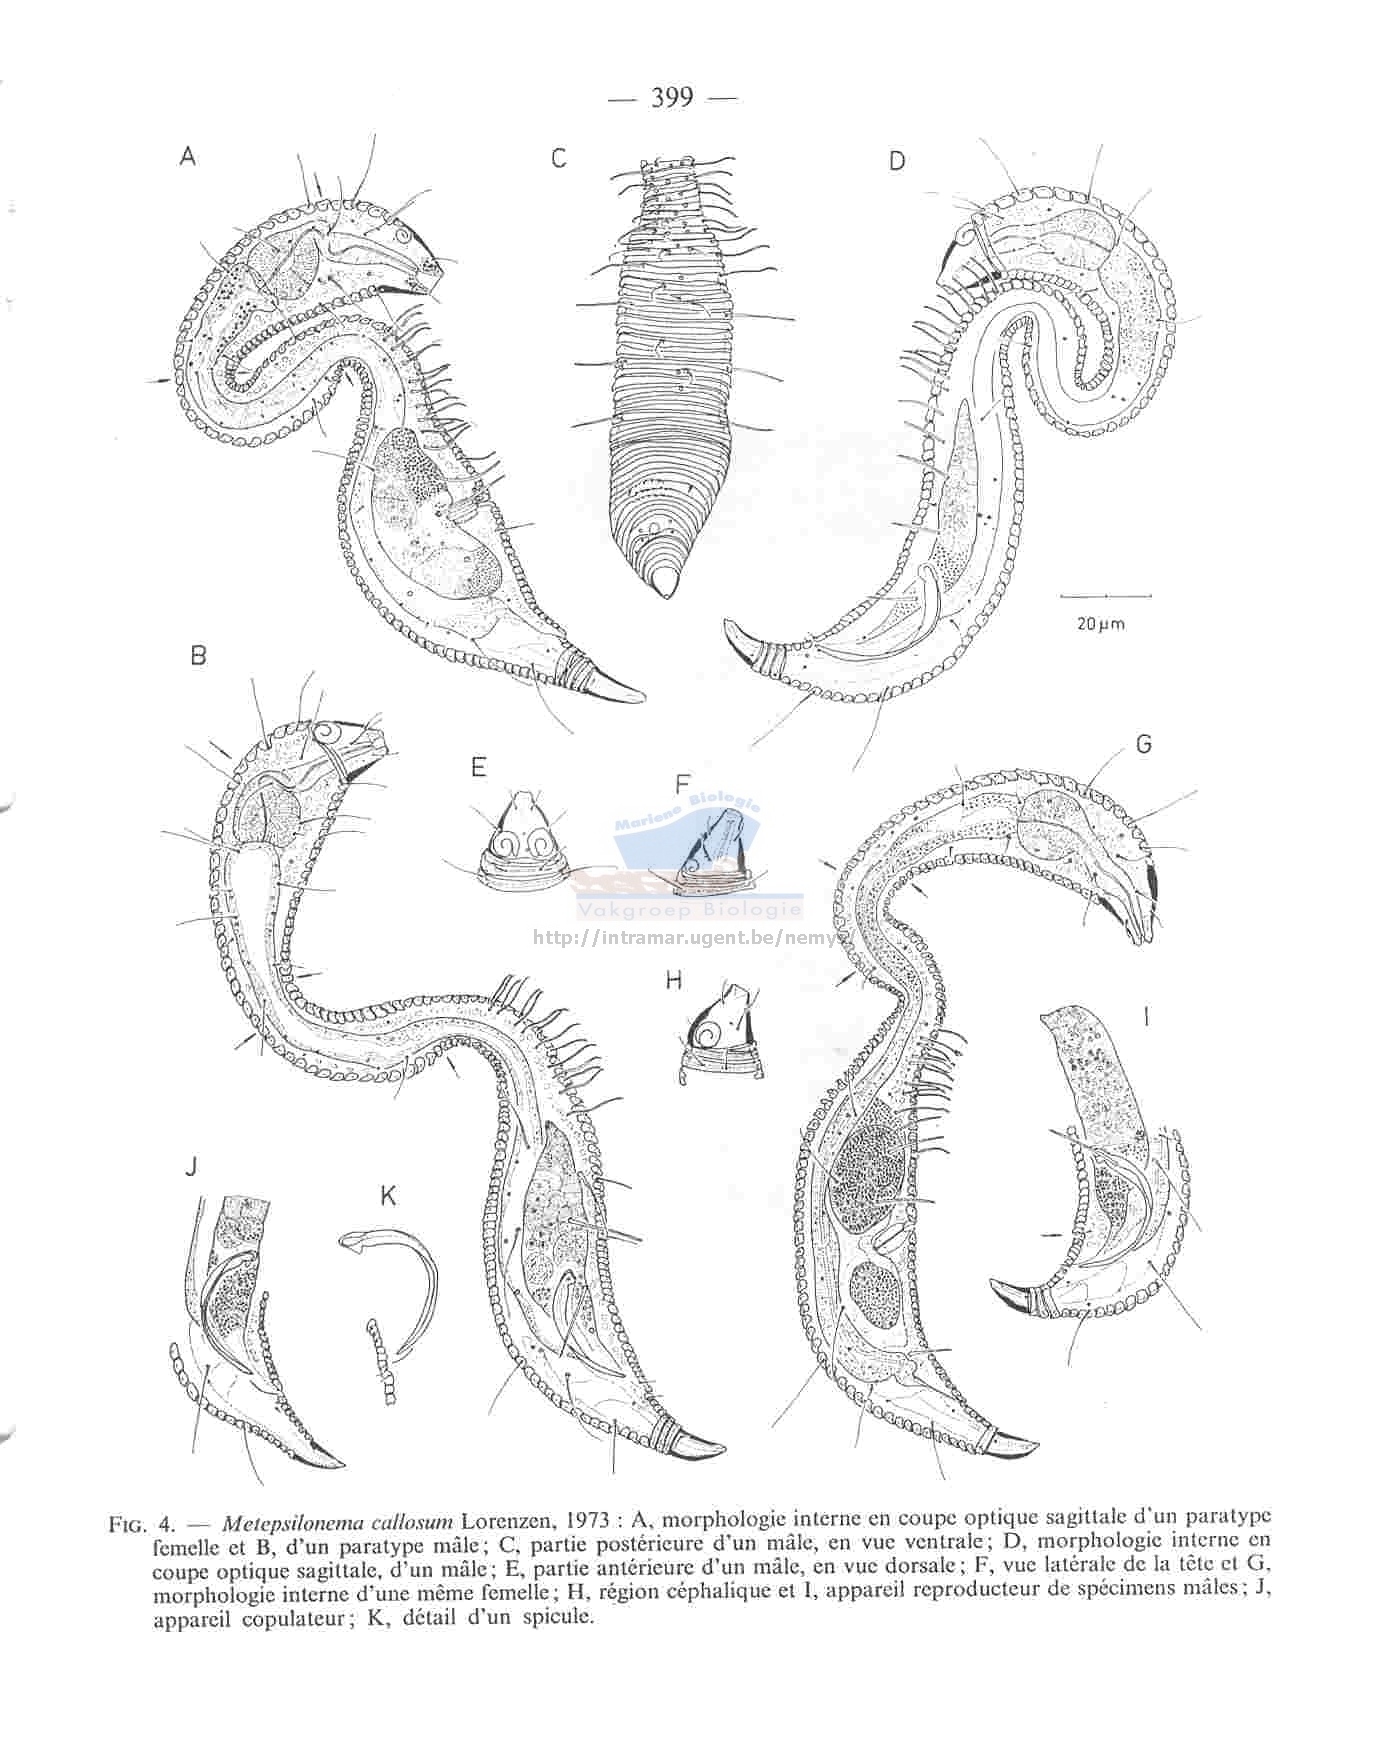 — 399 —
A
C
D
20 µm
B
E
F
G
Mariene Biologie
Vakgroep Biologie
http://intramar.ugent.be/nemys/
H
I
J
K
FIG. 4. — Metepsilonema callosum Lorenzen, 1973 : A, morphologie interne en coupe optique sagittale d'un paratype
femelle et B, d'un paratype mâle; C, partie postérieure d'un mâle, en vue ventrale; D, morphologie interne en
coupe optique sagittale, d'un mâle; E, partie antérieure d'un mâle, en vue dorsale; F, vue latérale de la tête et G,
morphologie interne d'une même femelle; H, région céphalique et I, appareil reproducteur de spécimens mâles; J,
appareil copulateur; K, détail d'un spicule.